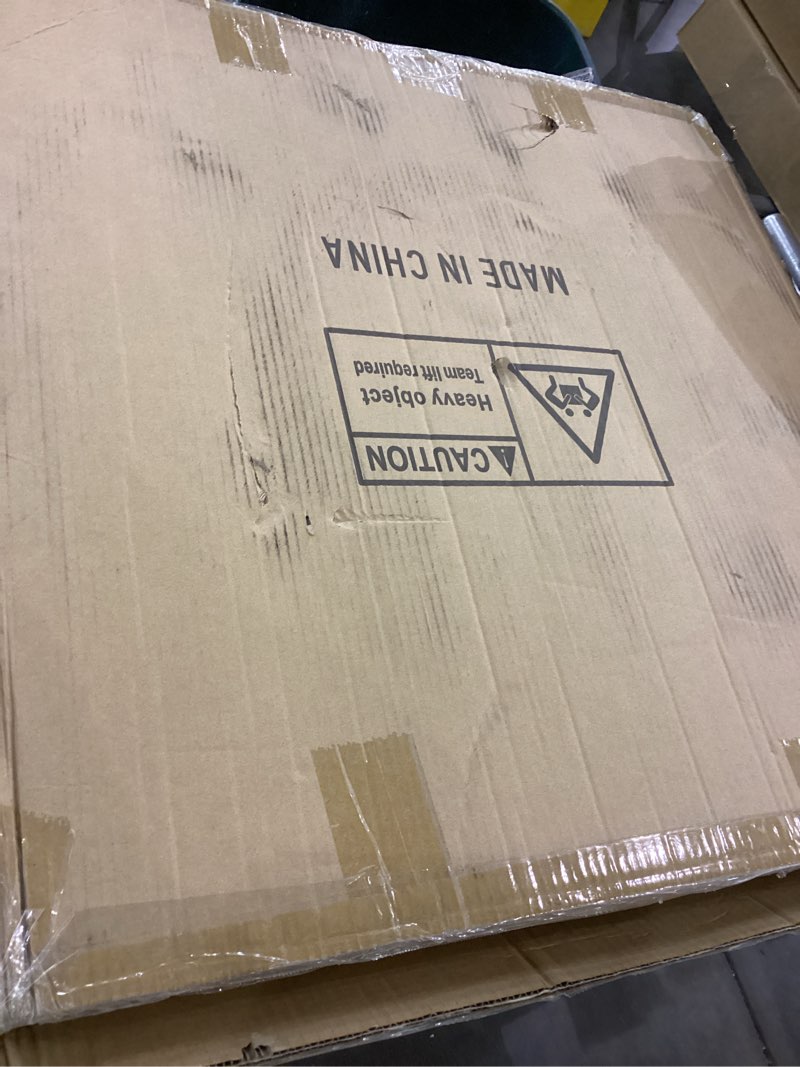 CAUTION
Heavy object
Team lift required
MADE IN CHINA